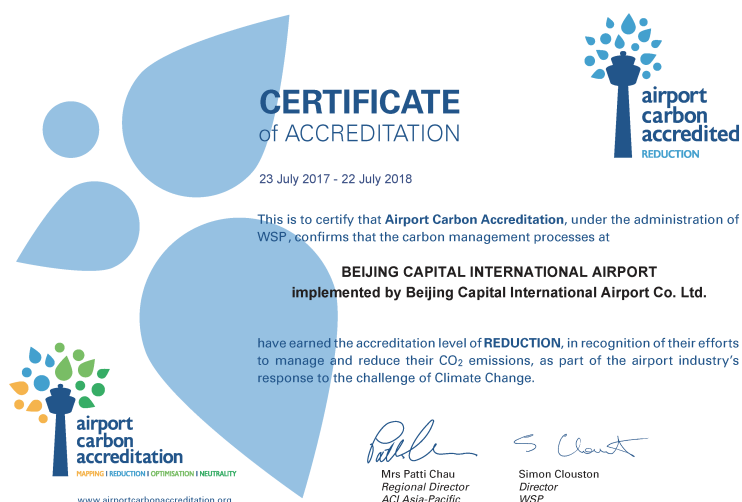 CERTIFICATE
of ACCREDITATION
airport
carbon
accredited
REDUCTION
23 July 2017 - 22 July 2018
This is to certify that Airport Carbon Accreditation, under the administration of
WSP, confirms that the carbon management processes at
BEIJING CAPITAL INTERNATIONAL AIRPORT
implemented by Beijing Capital International Airport Co. Ltd.
have earned the accreditation level of REDUCTION, in recognition of their efforts
to manage and reduce their CO2 emissions, as part of the airport industry's
response to the challenge of Climate Change.
airport
carbon
accreditation
MAPPING I REDUCTION I OPTIMISATION I NEUTRALITY
www.airportcarbonaccreditation.org
Mrs Patti Chau
Regional Director
ACI Asia-Pacific
Simon Clouston
Director
WSP